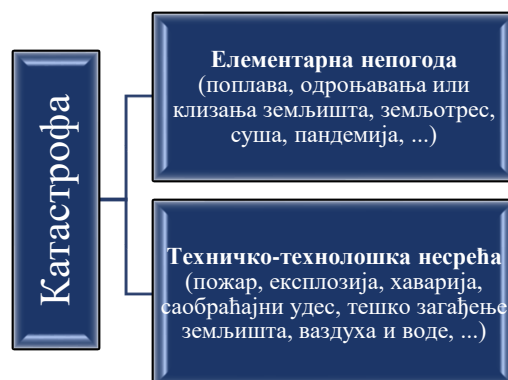 Катастрофа
Елементарна непогода
(поплава, одроњавања или
клизања земљишта, земљотрес,
суша, пандемија, ...)
Техничко-технолошка несрећа
(пожар, експлозија, хаварија,
саобраћајни удес, тешко загађење
земљишта, ваздуха и воде, ...)